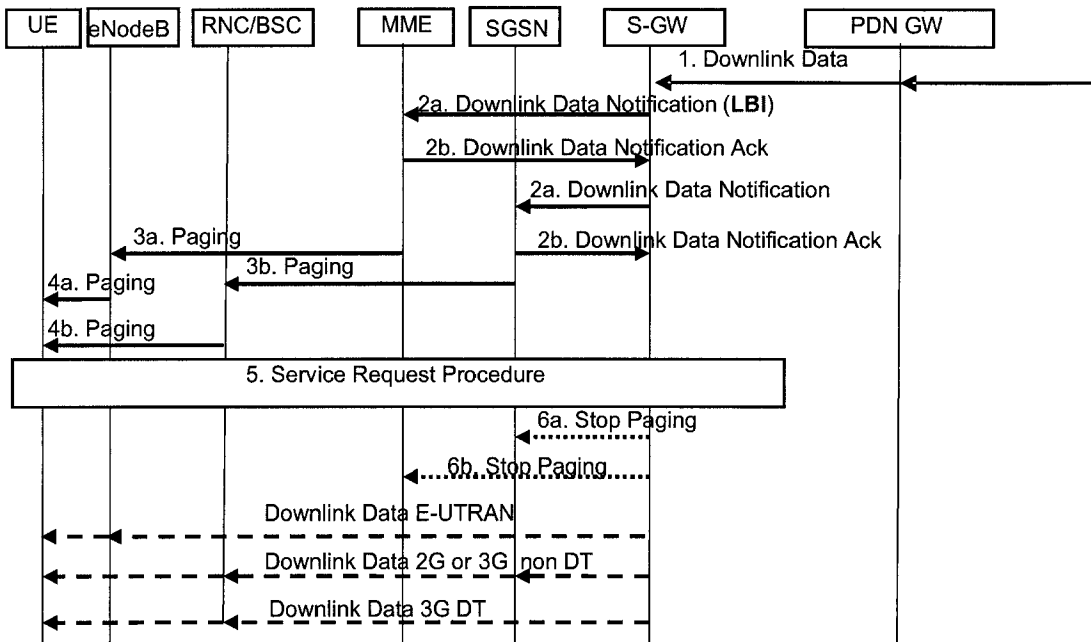 UE
eNodeB
RNC/BSC
MME
SGSN
S-GW
PDN GW
1. Downlink Data
2a. Downlink Data Notification (LBI)
2b. Downlink Data Notification Ack
2a. Downlink Data Notification
3a. Paging
2b. Downlink Data Notification Ack
3b. Paging
4a. Paging
4b. Paging
5. Service Request Procedure
6a. Stop Paging
6b. Stop Paging
Downlink Data E-UTRAN
Downlink Data 2G or 3G non DT
Downlink Data 3G DT